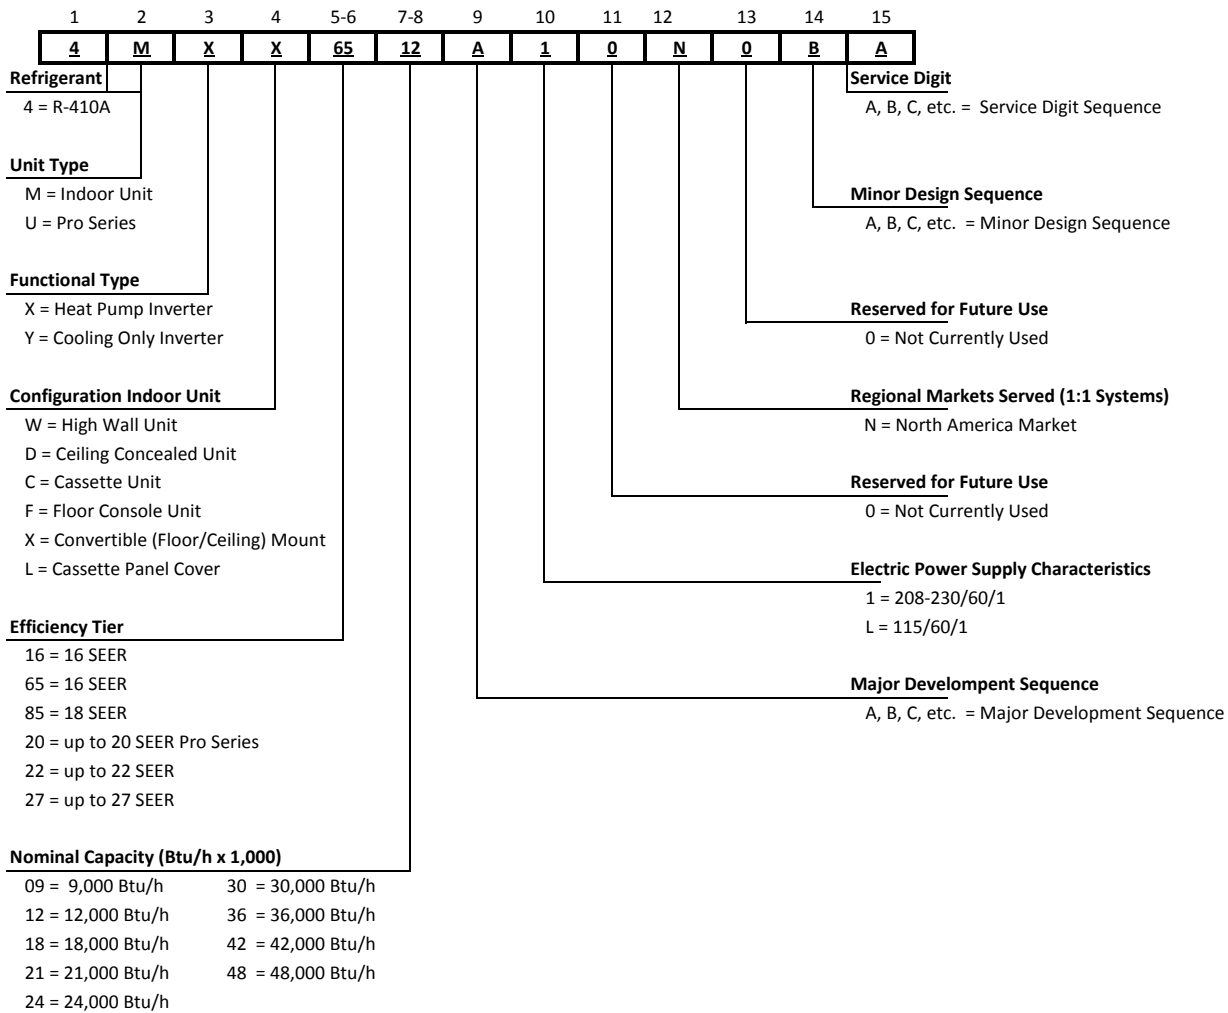 1 2 3 4 5-6 7-8 9 10 11 12 13 14 15
4 M X X 65 12 A 1 0 N 0 B A
Refrigerant
4 = R-410A
Unit Type
M = Indoor Unit
U = Pro Series
Functional Type
X = Heat Pump Inverter
Y = Cooling Only Inverter
Configuration Indoor Unit
W = High Wall Unit
D = Ceiling Concealed Unit
C = Cassette Unit
F = Floor Console Unit
X = Convertible (Floor/Ceiling) Mount
L = Cassette Panel Cover
Efficiency Tier
16 = 16 SEER
65 = 16 SEER
85 = 18 SEER
20 = up to 20 SEER Pro Series
22 = up to 22 SEER
27 = up to 27 SEER
Nominal Capacity (Btu/h x 1,000)
09 = 9,000 Btu/h 30 = 30,000 Btu/h
12 = 12,000 Btu/h 36 = 36,000 Btu/h
18 = 18,000 Btu/h 42 = 42,000 Btu/h
21 = 21,000 Btu/h 48 = 48,000 Btu/h
24 = 24,000 Btu/h
Service Digit
A, B, C, etc. = Service Digit Sequence
Minor Design Sequence
A, B, C, etc. = Minor Design Sequence
Reserved for Future Use
0 = Not Currently Used
Regional Markets Served (1:1 Systems)
N = North America Market
Reserved for Future Use
0 = Not Currently Used
Electric Power Supply Characteristics
1 = 208-230/60/1
L = 115/60/1
Major Develompent Sequence
A, B, C, etc. = Major Development Sequence